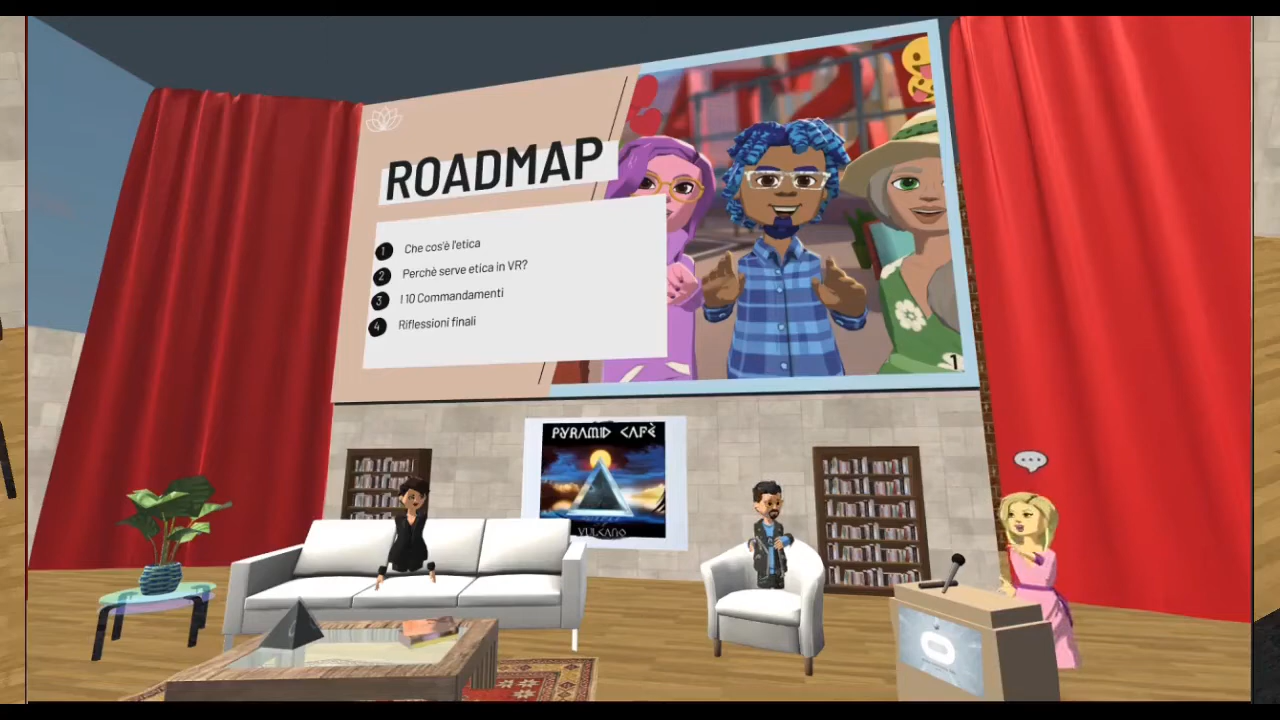 ROADMAP
1 Che cos'è l'etica
2 Perchè serve etica in VR?
3 I 10 Commandamenti
4 Riflessioni finali
1
PYRAMID CAFÈ
VULCANO